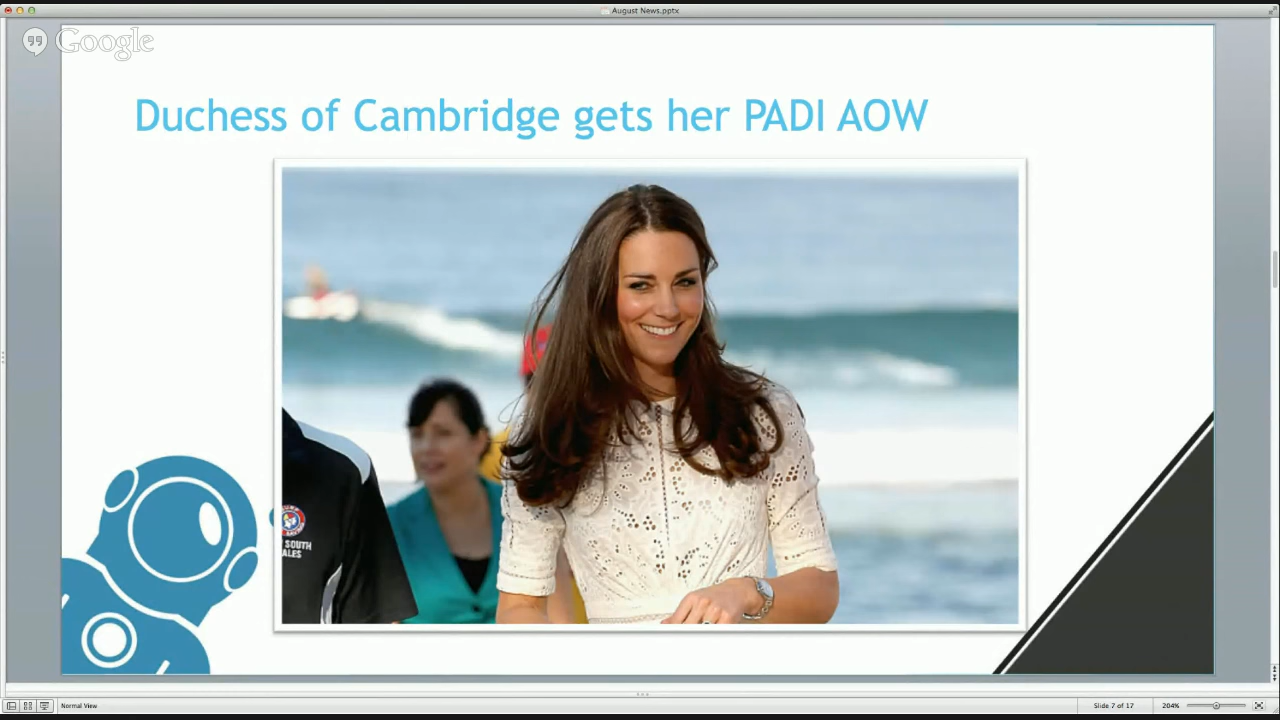 August News.pptx
Google
Duchess of Cambridge gets her PADI AOW
SOUTH
ALES
Normal View
Slide 7 of 17
204%